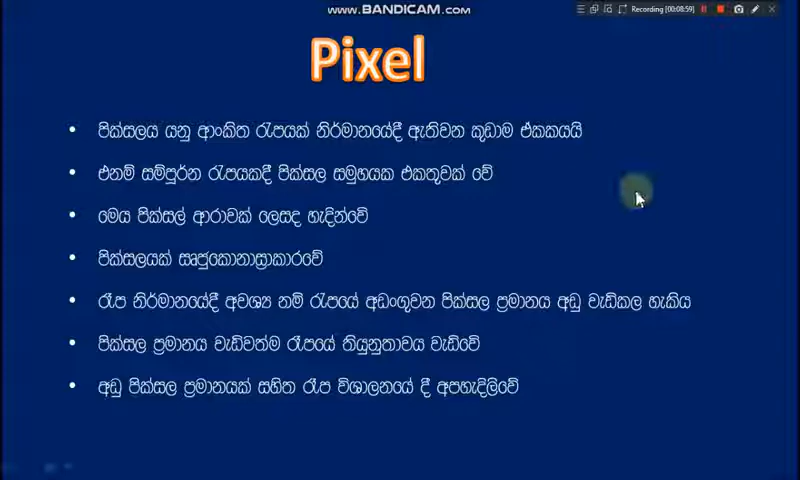 WWW.BANDICAM.COM
Recording [00:08:59]
Pixel
• පික්සලය යනු ආංකිත රූපයක් නිර්මානයේදී ඇතිවන කුඩාම ඒකකයයි
• එනම් සම්පූර්න රූපයකදී පික්සල සමුහයක එකතූවක් වේ
• මෙය පික්සල් ආරාවක් ලෙසද හැදින්වේ
• පික්සලයක් සෘජුකොනාස්‍රාකාරවේ
• රූප නිර්මානයේදී අවශ්‍ය නම් රූපයේ අඩංගුවන පික්සල ප්‍රමානය අඩු වැඩිකල හැකිය
• පික්සල ප්‍රමානය වැඩිවත්ම රූපයේ තියුනුතාවය වැඩිවේ
• අඩු පික්සල ප්‍රමානයක් සහිත රූප විශාලනයේ දී අපහැදිලිවේ